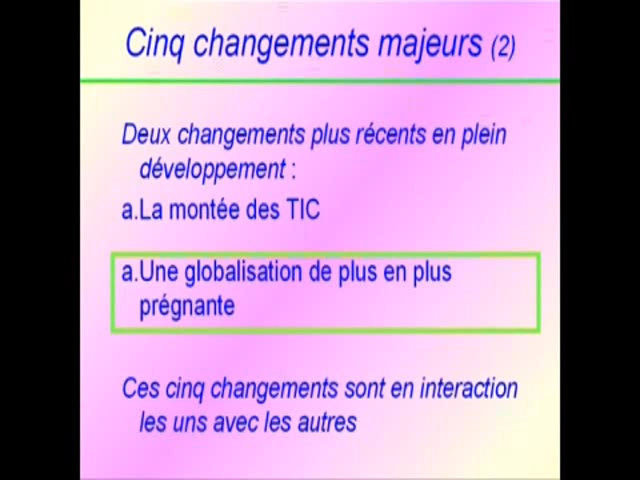 Cinq changements majeurs (2)
Deux changements plus récents en plein
développement :
a.La montée des TIC
a.Une globalisation de plus en plus
prégnante
Ces cinq changements sont en interaction
les uns avec les autres